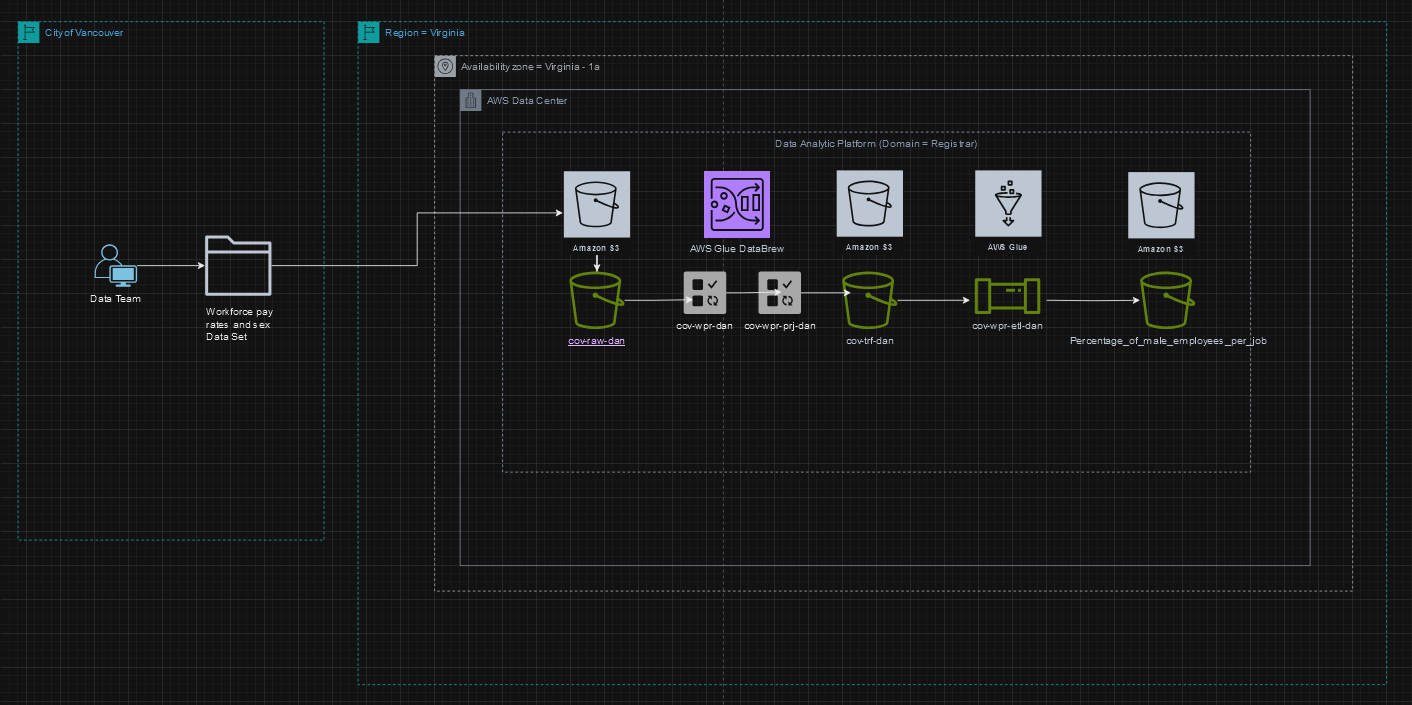 City of Vancouver
Region = Virginia
Availability zone = Virginia - 1a
AWS Data Center
Data Analytic Platform (Domain = Registrar)
Amazon S3
AWS Glue DataBrew
Amazon S3
AWS Glue
Amazon S3
Data Team
Workforce pay
rates and sex
Data Set
cov-raw-dan
cov-wpr-dan
cov-wpr-prj-dan
cov-trf-dan
cov-wpr-etl-dan
Percentage_of_male_employees_per_job